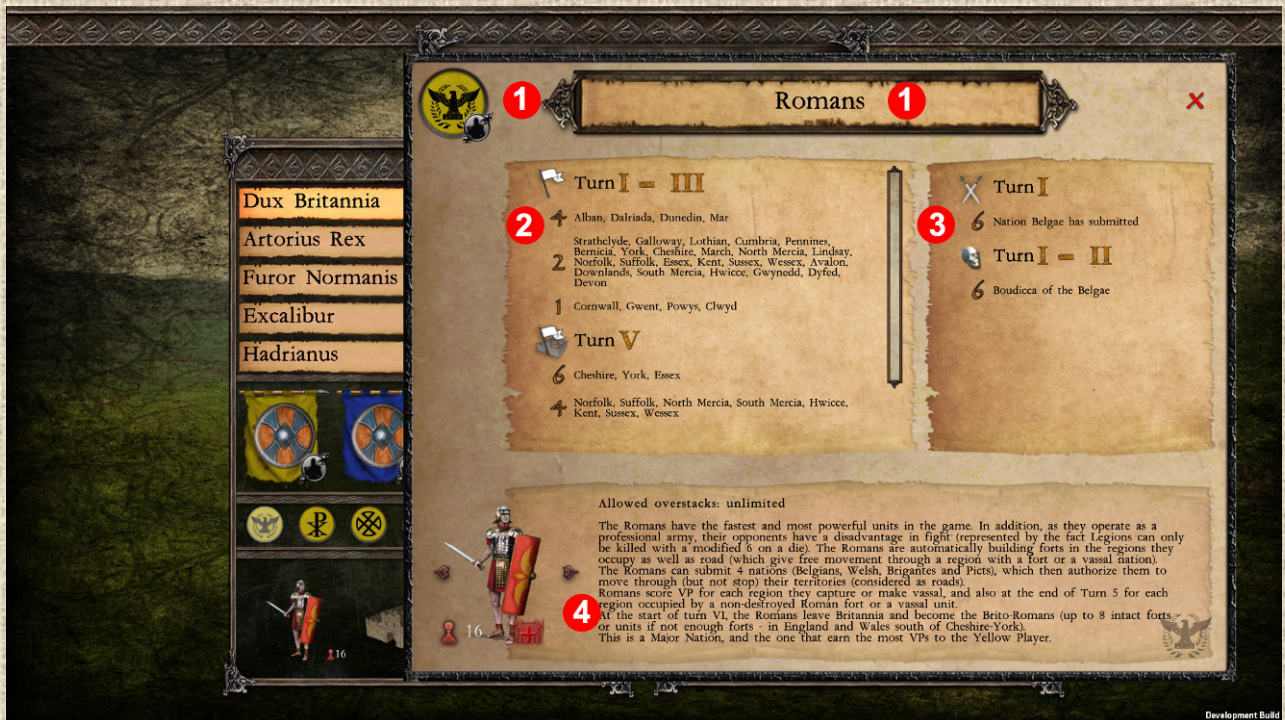 1
Romans
1
Dux Britannia
Artorius Rex
Furor Normanis
Excalibur
Hadrianus
16
Turn I - III
2
4 Alban, Dalriada, Dunedin, Mar
2 Strathclyde, Galloway, Lothian, Cumbria, Pennines,
Bernicia, York, Cheshire, March, North Mercia, Lindsay,
Norfolk, Suffolk, Essex, Kent, Sussex, Wessex, Avalon,
Downlands, South Mercia, Hwicce, Gwynedd, Dyfed,
Devon
1 Cornwall, Gwent, Powys, Clwyd
Turn V
6 Cheshire, York, Essex
4 Norfolk, Suffolk, North Mercia, South Mercia, Hwicce,
Kent, Sussex, Wessex
3
Turn I
6 Nation Belgae has submitted
Turn I - II
6 Boudicca of the Belgae
Allowed overstacks: unlimited
The Romans have the fastest and most powerful units in the game. In addition, as they operate as a
professional army, their opponents have a disadvantage in fight (represented by the fact Legions can only
be killed with a modified 6 on a die). The Romans are automatically building forts in the regions they
occupy as well as road (which give free movement through a region with a fort or a vassal nation).
The Romans can submit 4 nations (Belgians, Welsh, Brigantes and Picts), which then authorize them to
move through (but not stop) their territories (considered as roads).
Romans score VP for each region they capture or make vassal, and also at the end of Turn 5 for each
region occupied by a non-destroyed Roman fort or a vassal unit.
At the start of turn VI, the Romans leave Britannia and become the Brito-Romans (up to 8 intact forts -
or units if not enough forts - in England and Wales south of Cheshire-York).
This is a Major Nation, and the one that earn the most VPs to the Yellow Player.
4
16
Development Build